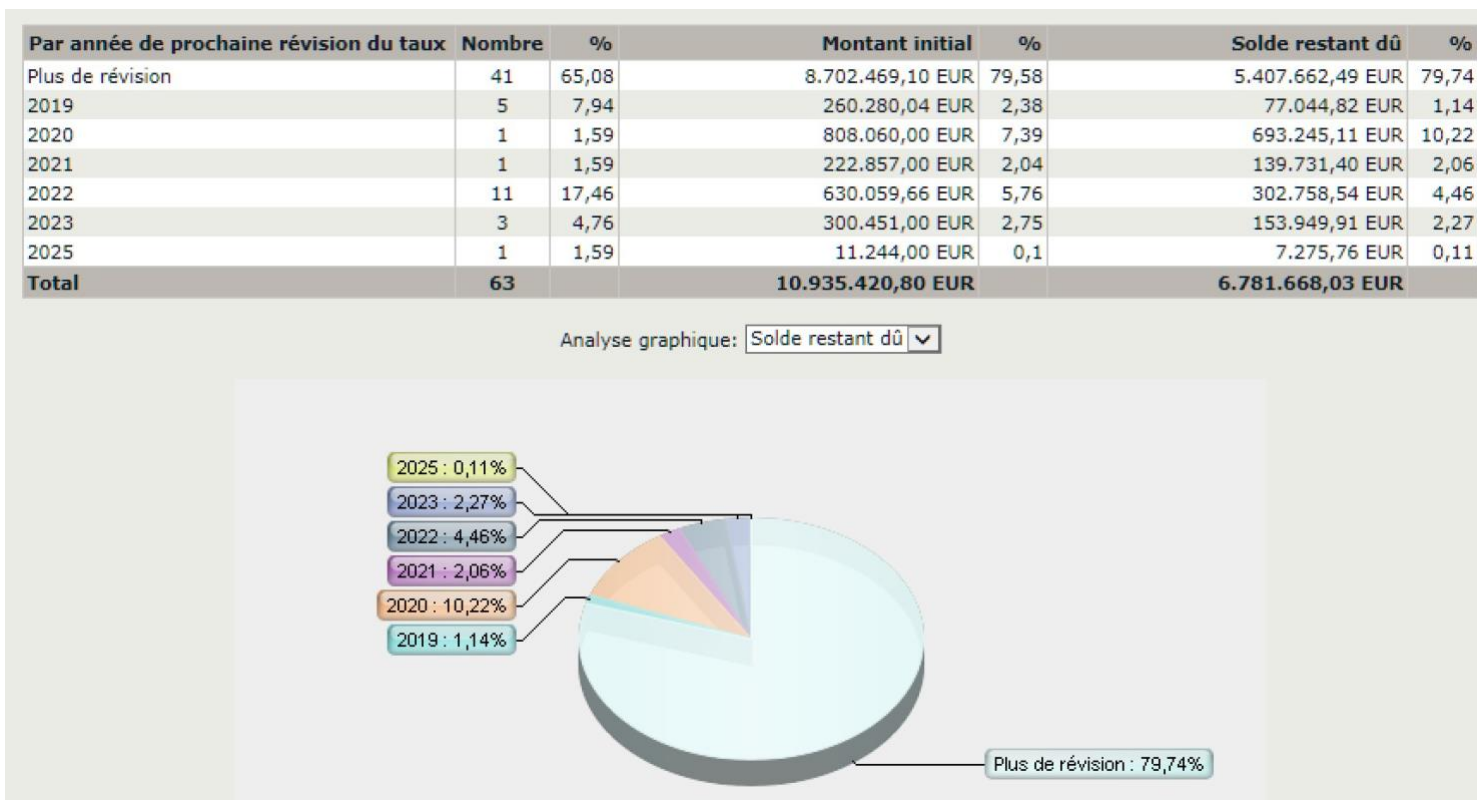 Par année de prochaine révision du taux Nombre % Montant initial % Solde restant dû %
Plus de révision 41 65,08 8.702.469,10 EUR 79,58 5.407.662,49 EUR 79,74
2019 5 7,94 260.280,04 EUR 2,38 77.044,82 EUR 1,14
2020 1 1,59 808.060,00 EUR 7,39 693.245,11 EUR 10,22
2021 1 1,59 222.857,00 EUR 2,04 139.731,40 EUR 2,06
2022 11 17,46 630.059,66 EUR 5,76 302.758,54 EUR 4,46
2023 3 4,76 300.451,00 EUR 2,75 153.949,91 EUR 2,27
2025 1 1,59 11.244,00 EUR 0,1 7.275,76 EUR 0,11
Total 63 10.935.420,80 EUR 6.781.668,03 EUR
Analyse graphique: Solde restant dû
2025 : 0,11%
2023 : 2,27%
2022 : 4,46%
2021 : 2,06%
2020 : 10,22%
2019 : 1,14%
Plus de révision : 79,74%